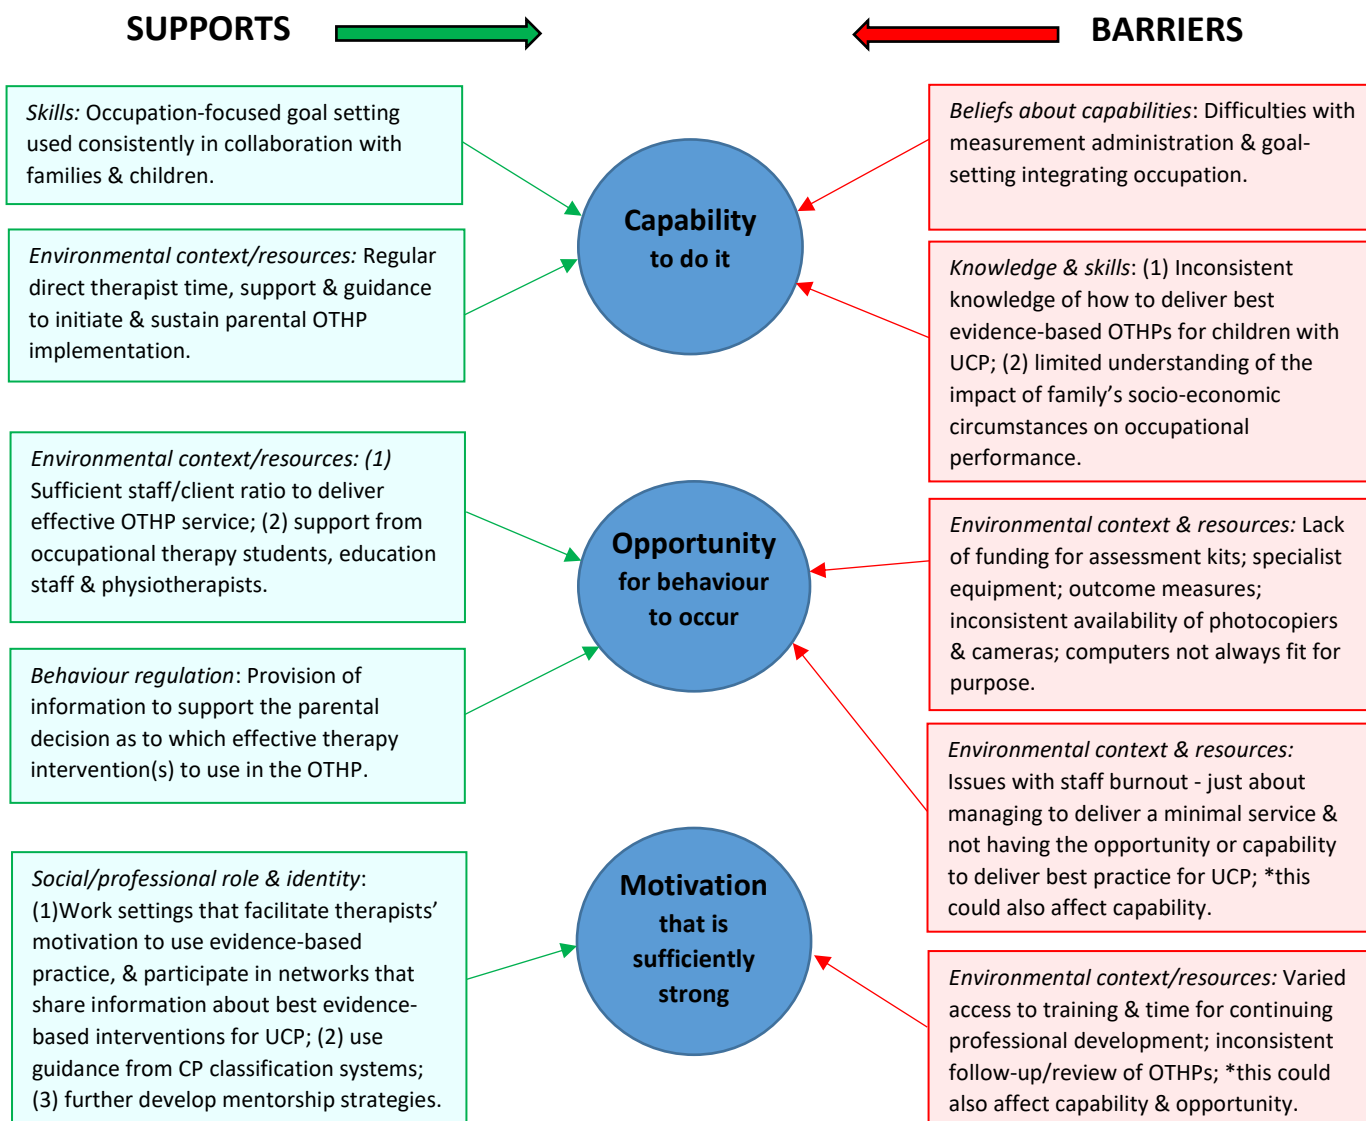 SUPPORTS
BARRIERS
Skills: Occupation-focused goal setting
used consistently in collaboration with
families & children.
Environmental context/resources: Regular
direct therapist time, support & guidance
to initiate & sustain parental OTHP
implementation.
Capability
to do it
Beliefs about capabilities: Difficulties with
measurement administration & goal-
setting integrating occupation.
Knowledge & skills: (1) Inconsistent
knowledge of how to deliver best
evidence-based OTHPs for children with
UCP; (2) limited understanding of the
impact of family’s socio-economic
circumstances on occupational
performance.
Environmental context/resources: (1)
Sufficient staff/client ratio to deliver
effective OTHP service; (2) support from
occupational therapy students, education
staff & physiotherapists.
Behaviour regulation: Provision of
information to support the parental
decision as to which effective therapy
intervention(s) to use in the OTHP.
Opportunity
for behaviour
to occur
Environmental context & resources: Lack
of funding for assessment kits; specialist
equipment; outcome measures;
inconsistent availability of photocopiers
& cameras; computers not always fit for
purpose.
Environmental context & resources:
Issues with staff burnout - just about
managing to deliver a minimal service &
not having the opportunity or capability
to deliver best practice for UCP; *this
could also affect capability.
Social/professional role & identity:
(1)Work settings that facilitate therapists’
motivation to use evidence-based
practice, & participate in networks that
share information about best evidence-
based interventions for UCP; (2) use
guidance from CP classification systems;
(3) further develop mentorship strategies.
Motivation
that is
sufficiently
strong
Environmental context/resources: Varied
access to training & time for continuing
professional development; inconsistent
follow-up/review of OTHPs; *this could
also affect capability & opportunity.